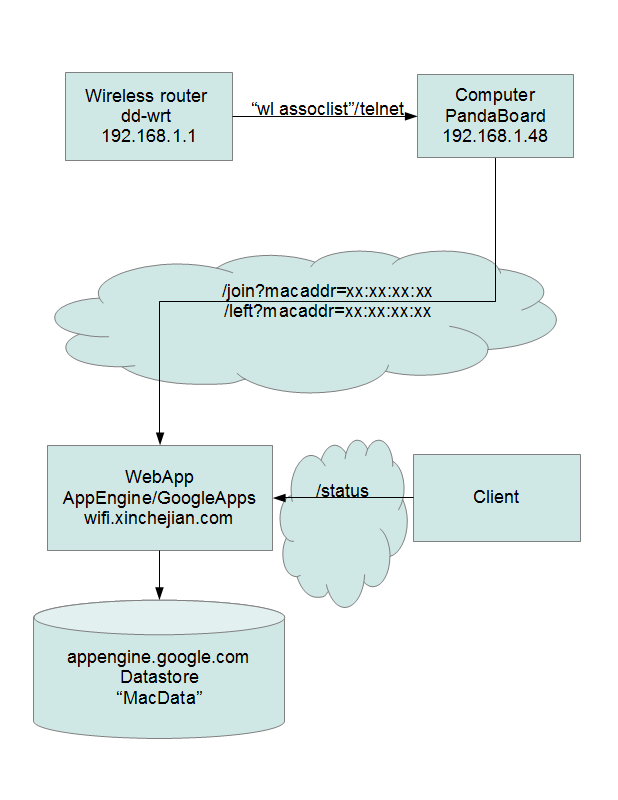 Wireless router
dd-wrt
192.168.1.1
“wl assoclist”/telnet
Computer
PandaBoard
192.168.1.48
/join?macaddr=xx:xx:xx:xx
/left?macaddr=xx:xx:xx:xx
WebApp
AppEngine/GoogleApps
wifi.xinchejian.com
/status
Client
appengine.google.com
Datastore
“MacData”